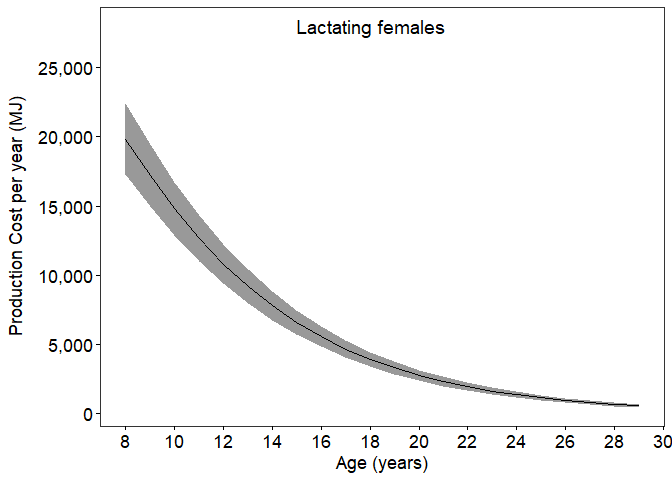 Lactating females
Production Cost per year (MJ)
25,000
20,000
15,000
10,000
5,000
0
8 10 12 14 16 18 20 22 24 26 28 30
Age (years)